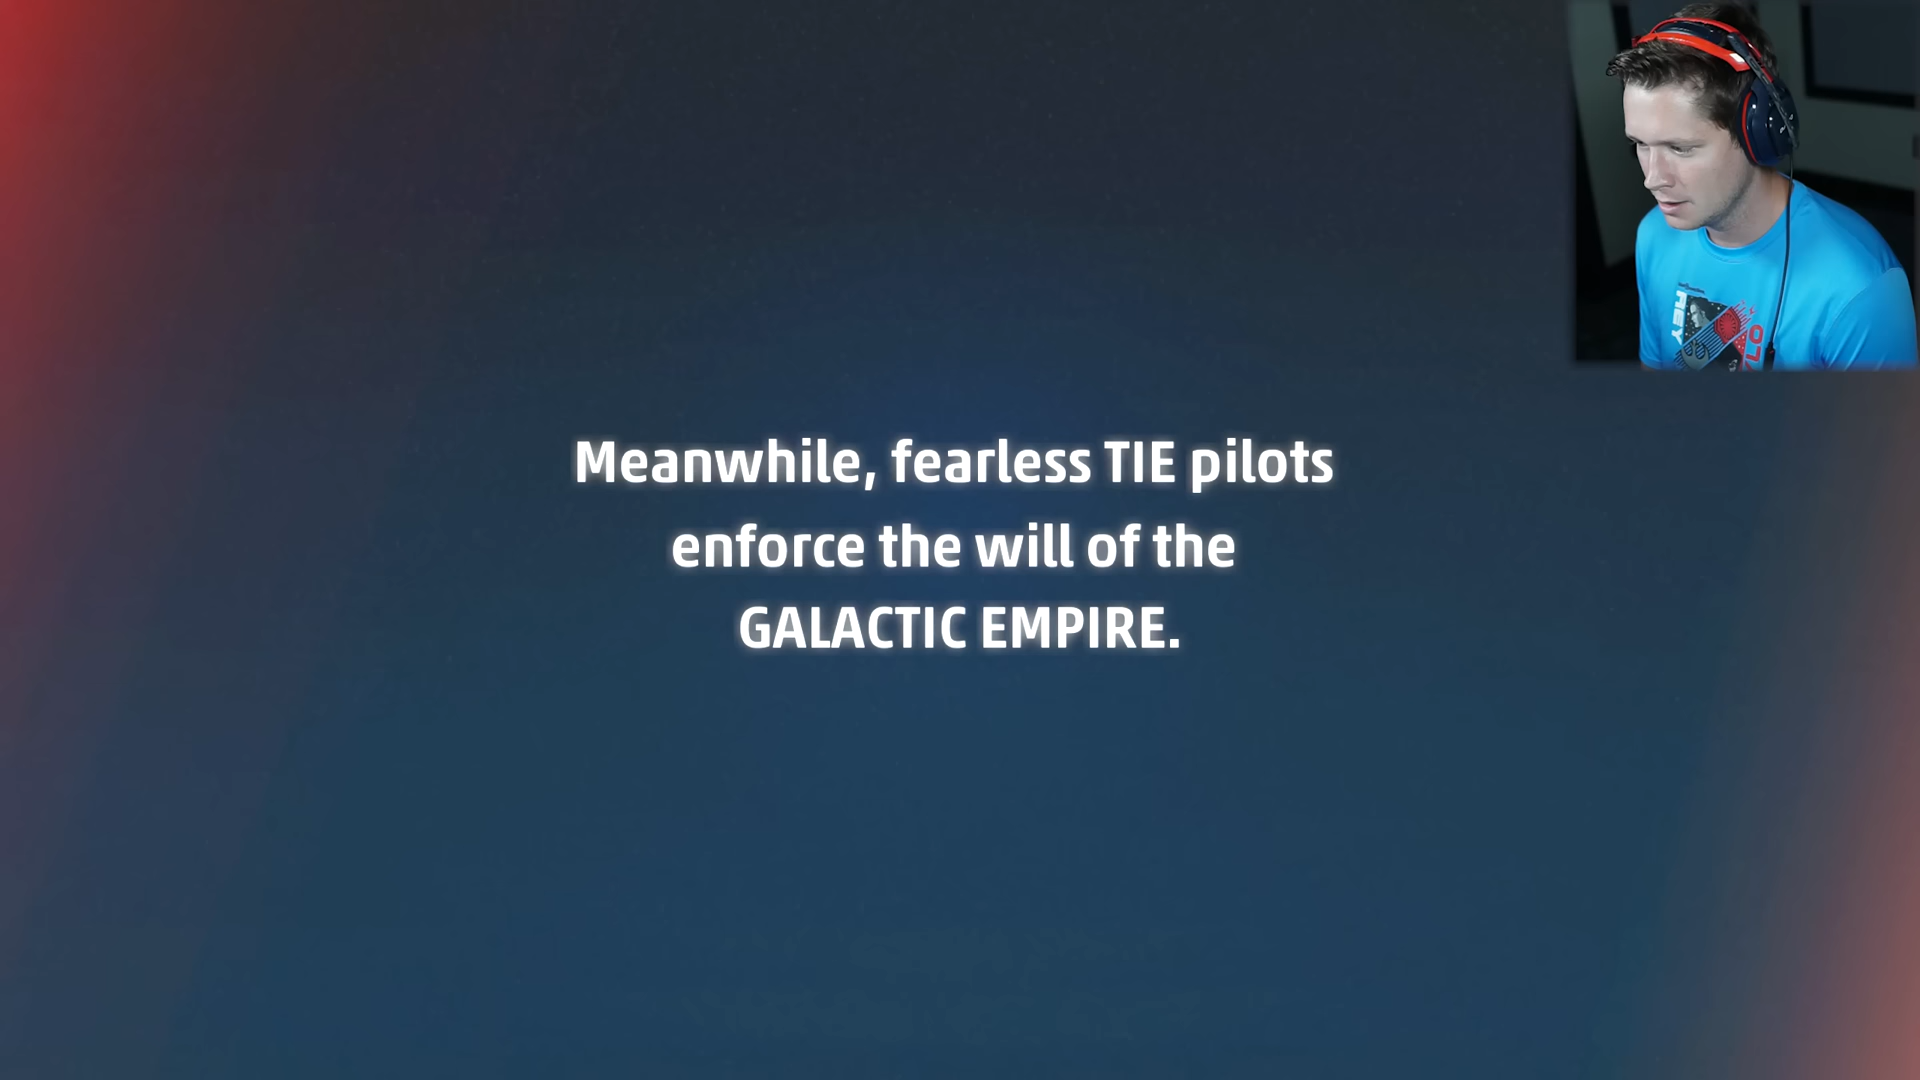 Meanwhile, fearless TIE pilots
enforce the will of the
GALACTIC EMPIRE.